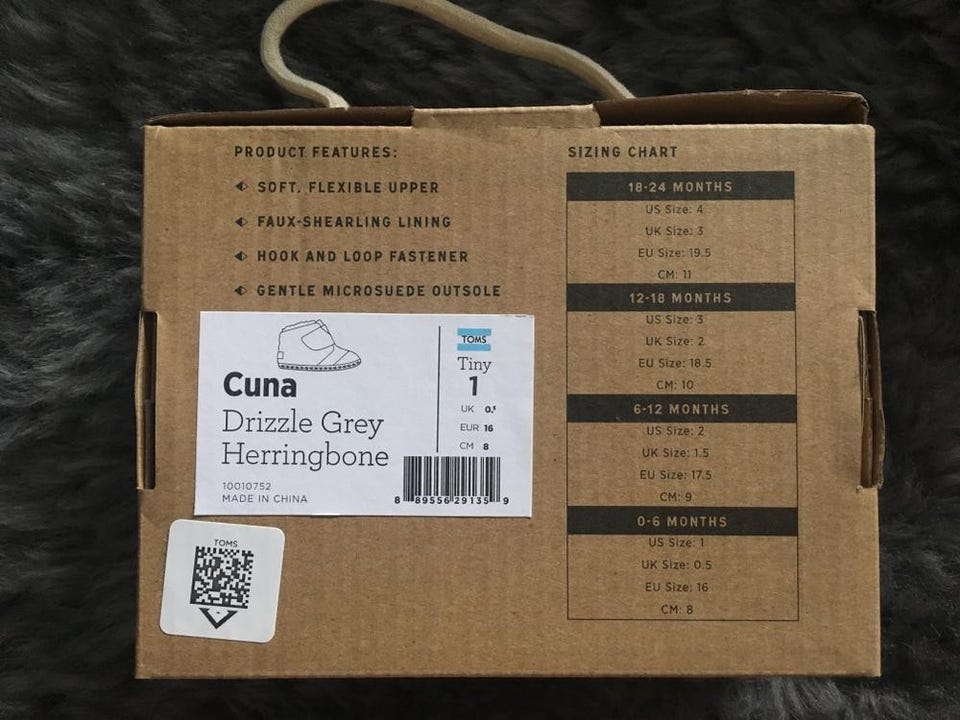 PRODUCT FEATURES:
SOFT, FLEXIBLE UPPER
FAUX-SHEARLING LINING
HOOK AND LOOP FASTENER
GENTLE MICROSUEDE OUTSOLE
SIZING CHART
18-24 MONTHS
US Size: 4
UK Size: 3
EU Size: 19.5
CM: 11
12-18 MONTHS
US Size: 3
UK Size: 2
EU Size: 18.5
CM: 10
6-12 MONTHS
US Size: 2
UK Size: 1.5
EU Size: 17.5
CM: 9
0-6 MONTHS
US Size: 1
UK Size: 0.5
EU Size: 16
CM: 8
Cuna
Drizzle Grey
Herringbone
10010752
MADE IN CHINA
TOMS
Tiny
1
UK 0.⁵
EUR 16
CM 8
8 89556 29135 9
TOMS